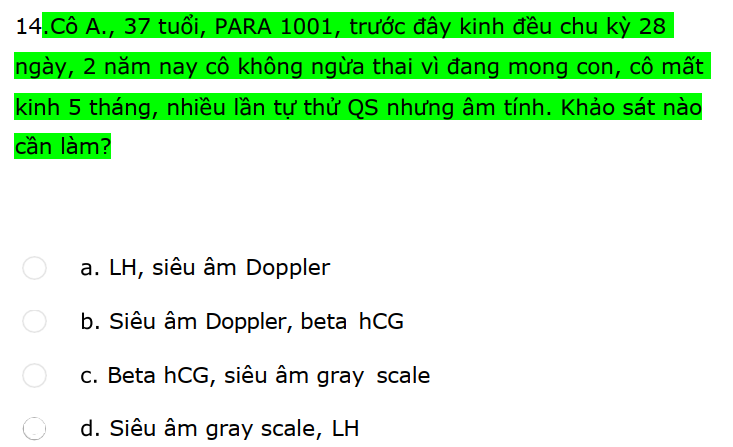 14.Cô A., 37 tuổi, PARA 1001, trước đây kinh đều chu kỳ 28
ngày, 2 năm nay cô không ngừa thai vì đang mong con, cô mất
kinh 5 tháng, nhiều lần tự thử QS nhưng âm tính. Khảo sát nào
cần làm?
a. LH, siêu âm Doppler
b. Siêu âm Doppler, beta hCG
c. Beta hCG, siêu âm gray scale
d. Siêu âm gray scale, LH